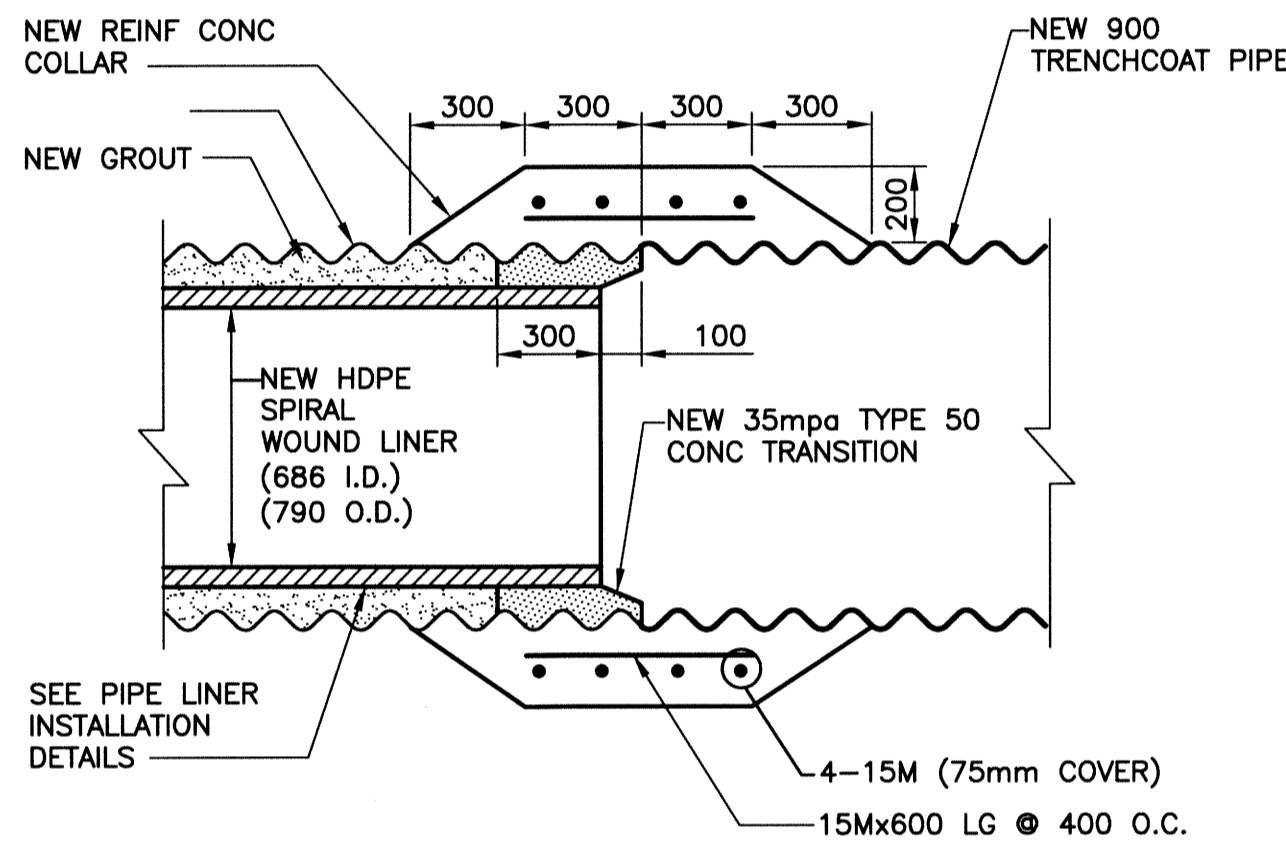 NEW REINF CONC
COLLAR
NEW GROUT
NEW 900
TRENCHCOAT PIPE
300
300
300
300
200
300
100
NEW HDPE
SPIRAL
WOUND LINER
(686 I.D.)
(790 O.D.)
NEW 35mpa TYPE 50
CONC TRANSITION
SEE PIPE LINER
INSTALLATION
DETAILS
4-15M (75mm COVER)
15Mx600 LG @ 400 O.C.